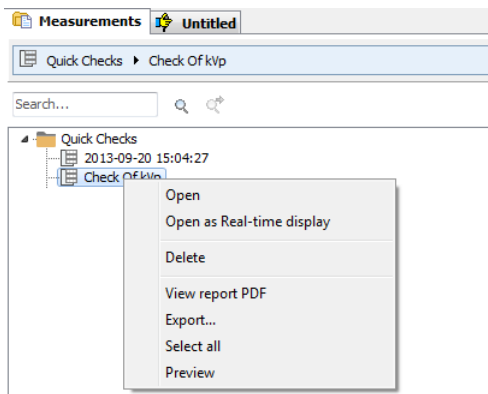 Measurements Untitled
Quick Checks Check Of kVp
Search...
Quick Checks
2013-09-20 15:04:27
Check Of kVp
Open
Open as Real-time display
Delete
View report PDF
Export...
Select all
Preview